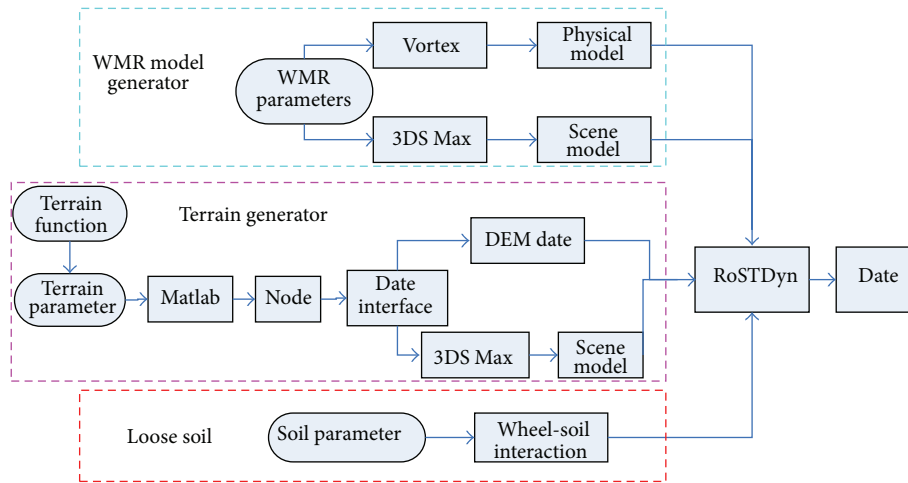 WMR model
generator
WMR
parameters
Vortex
Physical
model
3DS Max
Scene
model
Terrain generator
Terrain
function
Terrain
parameter
Matlab
Node
Date
interface
DEM date
3DS Max
Scene
model
RoSTDyn
Date
Loose soil
Soil parameter
Wheel-soil
interaction